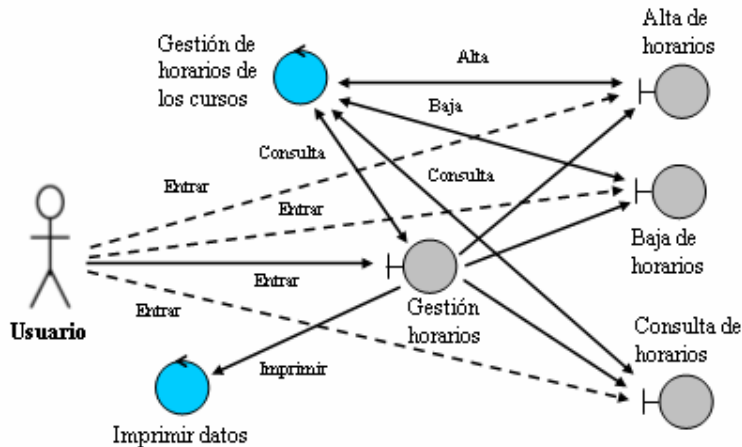 Gestión de
horarios de
los cursos
Alta de
horarios
Alta
Baja
Consulta
Consulta
Entrar
Entrar
Baja de
horarios
Entrar
Entrar
Gestión
horarios
Usuario
Consulta de
horarios
Imprimir
Imprimir datos